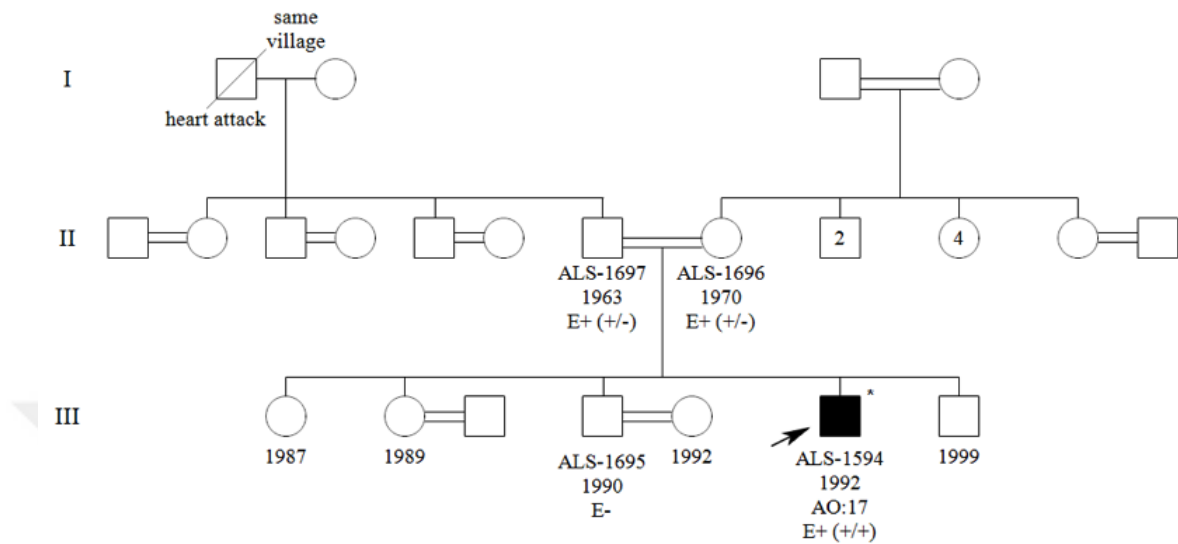 same
village
I
heart attack
II
2
4
ALS-1697
1963
E+ (+/-)
ALS-1696
1970
E+ (+/-)
III
1987
1989
ALS-1695
1990
E-
1992
*
ALS-1594
1992
AO:17
E+ (+/+)
1999